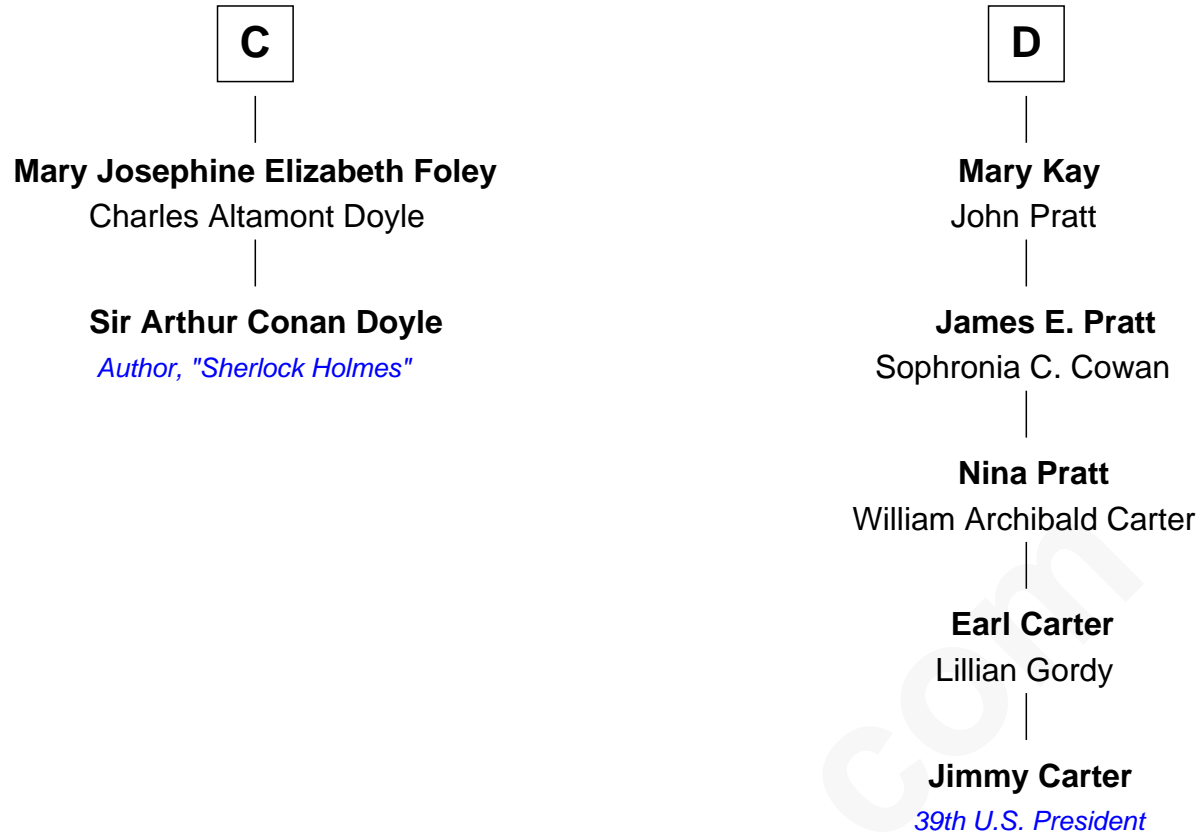 C
Mary Josephine Elizabeth Foley
Charles Altamont Doyle
Sir Arthur Conan Doyle
Author, "Sherlock Holmes"
D
Mary Kay
John Pratt
James E. Pratt
Sophronia C. Cowan
Nina Pratt
William Archibald Carter
Earl Carter
Lillian Gordy
Jimmy Carter
39th U.S. President
com